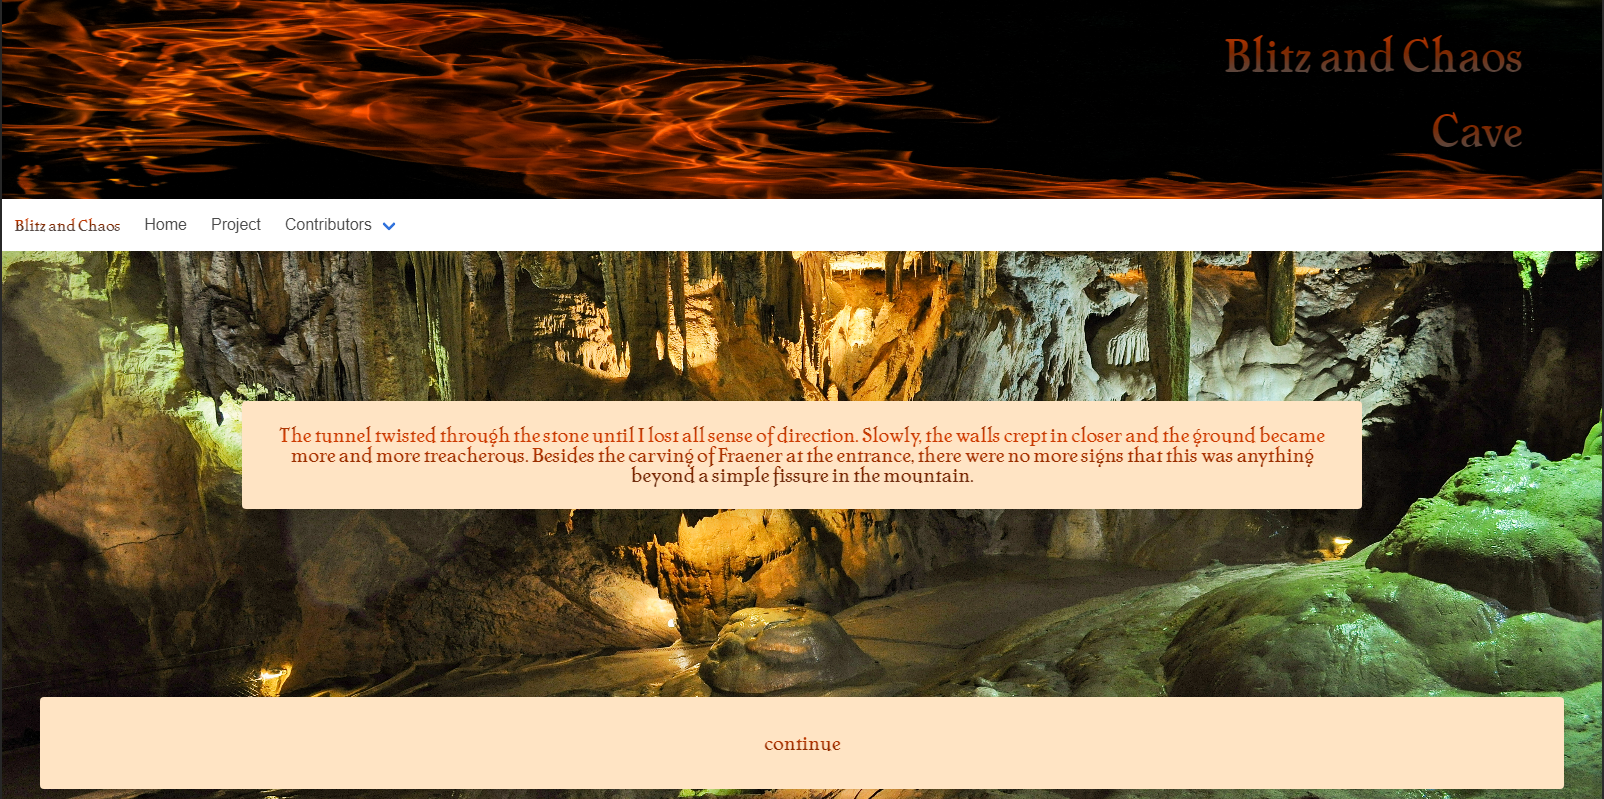 Blitz and Chaos
Cave
Blitz and Chaos Home Project Contributors
The tunnel twisted through the stone until I lost all sense of direction. Slowly, the walls crept in closer and the ground became
more and more treacherous. Besides the carving of Fraener at the entrance, there were no more signs that this was anything
beyond a simple fissure in the mountain.
continue